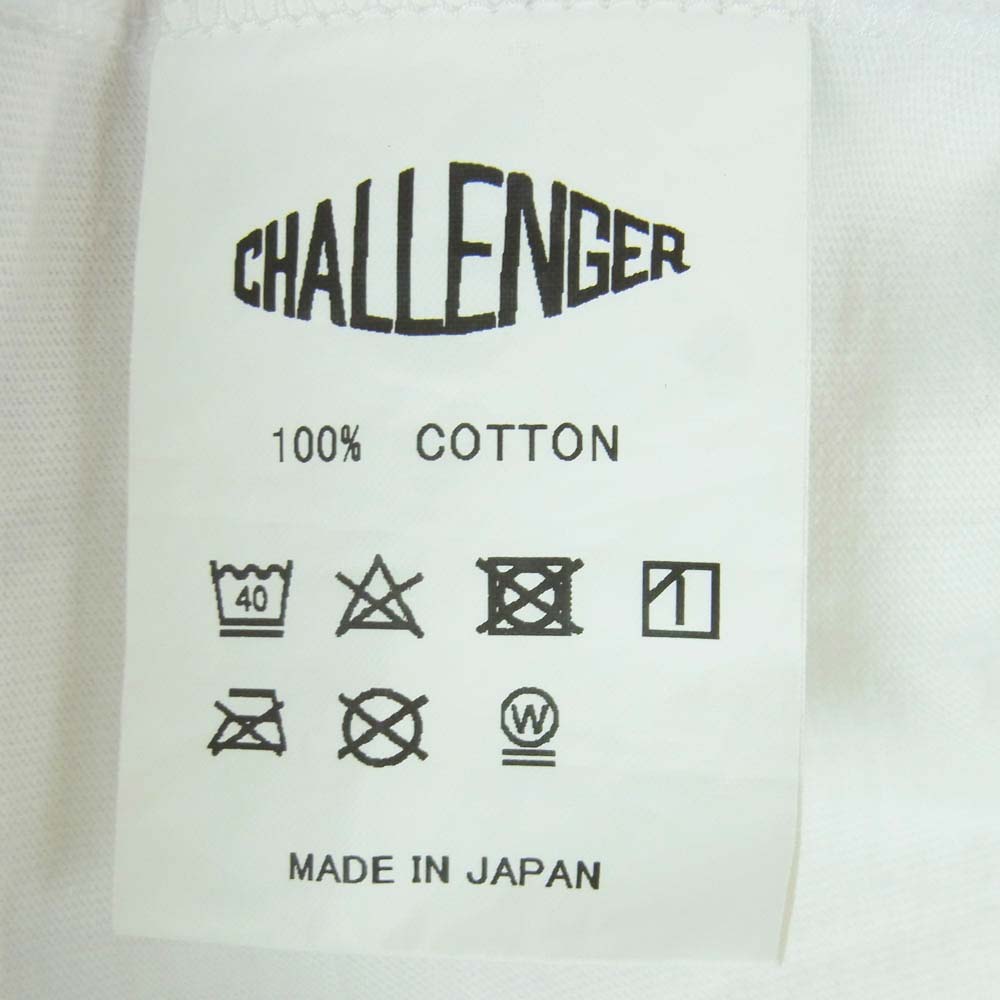 CHALLENGER
100% COTTON
40
W
MADE IN JAPAN